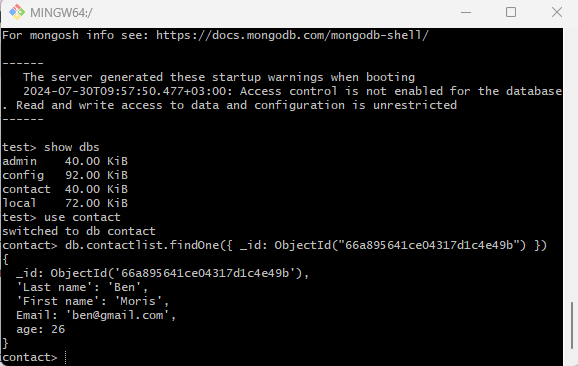 MINGW64:/
For mongosh info see: https://docs.mongodb.com/mongodb-shell/
------
   The server generated these startup warnings when booting
   2024-07-30T09:57:50.477+03:00: Access control is not enabled for the database
. Read and write access to data and configuration is unrestricted
------
test> show dbs
admin    40.00 KiB
config   92.00 KiB
contact  40.00 KiB
local    72.00 KiB
test> use contact
switched to db contact
contact> db.contactlist.findOne({ _id: ObjectId("66a895641ce04317d1c4e49b") })
{
  _id: ObjectId('66a895641ce04317d1c4e49b'),
  'Last name': 'Ben',
  'First name': 'Moris',
  Email: 'ben@gmail.com',
  age: 26
}
contact>